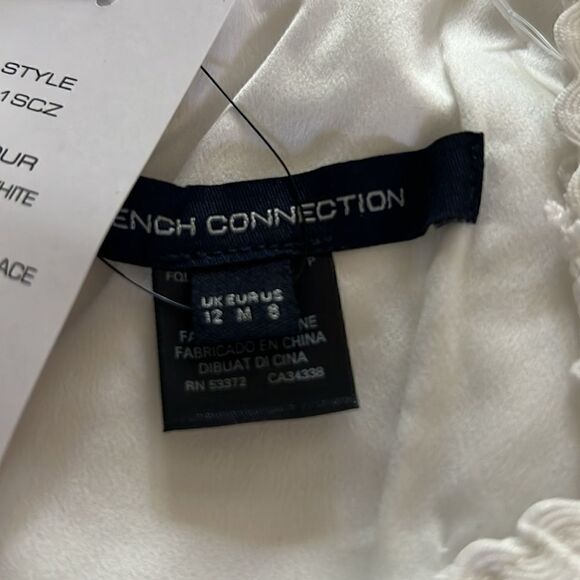 STYLE
1SCZ
OUR
HITE
ACE
ENCH CONNECTION
UK EUR US
12 M 8
NE
FABRICADO EN CHINA
DIBUAT DI CINA
RN 53372 CA34338